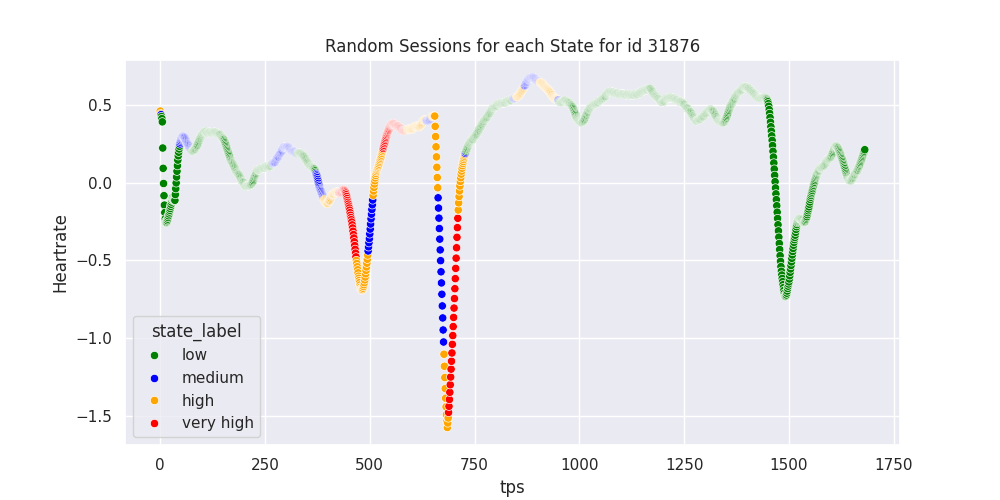 Random Sessions for each State for id 31876
Heartrate
0.5
0.0
−0.5
−1.0
−1.5
state_label
low
medium
high
very high
0 250 500 750 1000 1250 1500 1750
tps